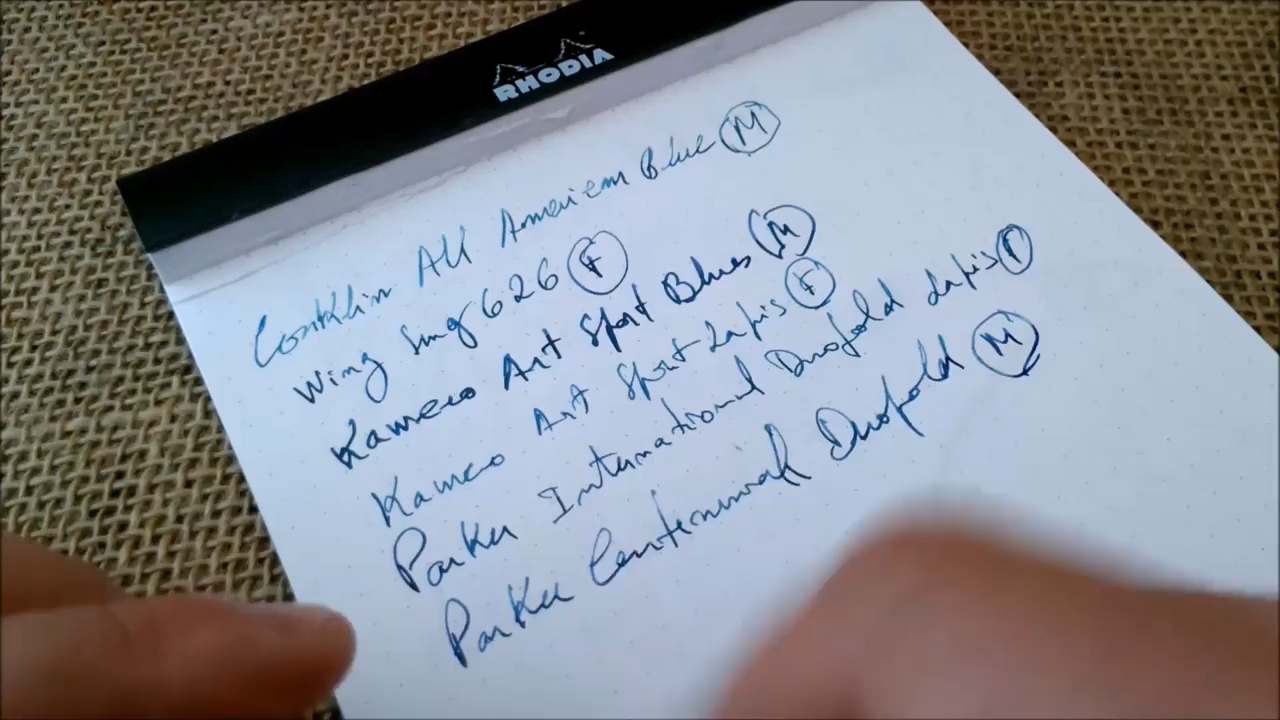 RHODIA
Conklin All American Blue M
Wing Sung 626 F
Kaweco Art Sport Blues M
Kaweco Art Sport Lapis F
Parker International Duofold Lapis F
Parker Centennial Duofold M